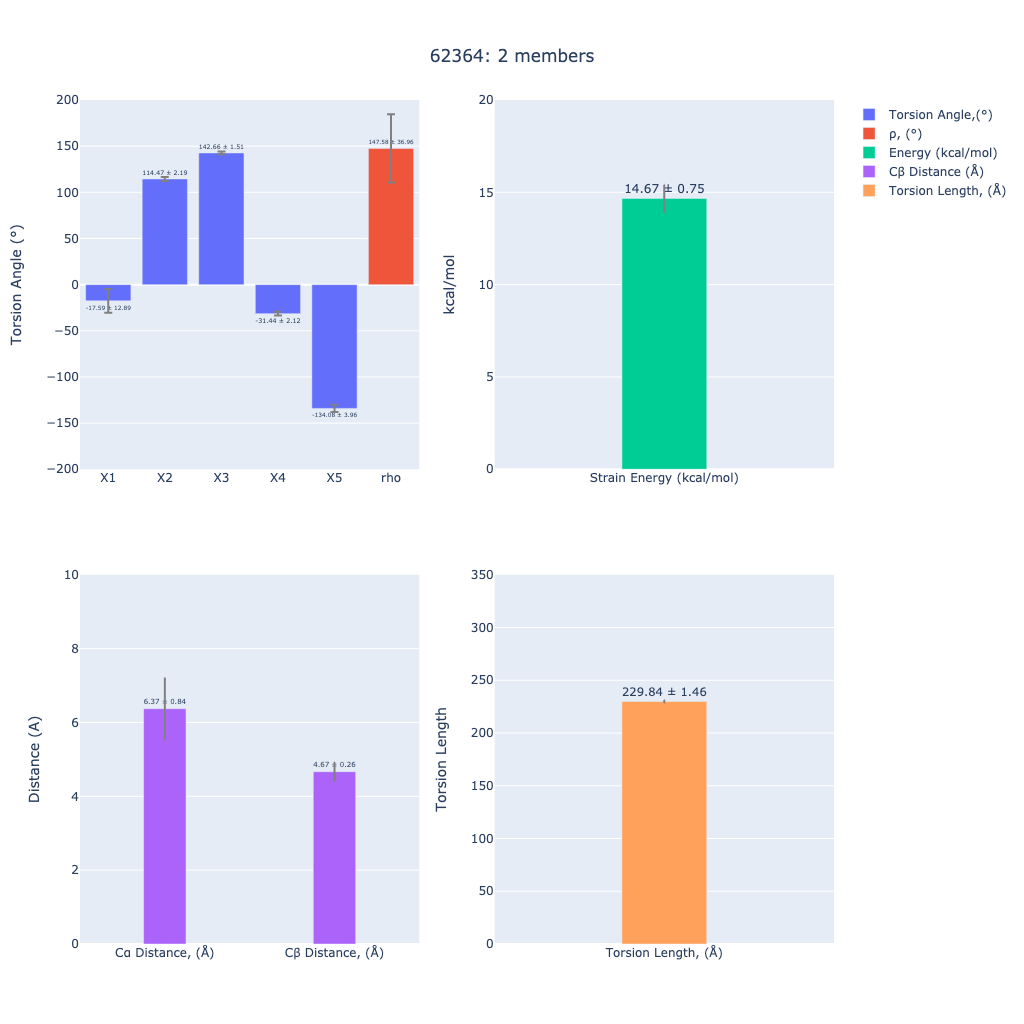 62364: 2 members
200
150
100
50
0
−50
−100
−150
−200
Torsion Angle (°)
-17.59 ± 12.89
114.47 ± 2.19
142.66 ± 1.51
-31.44 ± 2.12
-134.08 ± 3.96
147.58 ± 36.96
X1 X2 X3 X4 X5 rho
20
15
10
5
0
kcal/mol
14.67 ± 0.75
Strain Energy (kcal/mol)
Torsion Angle,(°)
ρ, (°)
Energy (kcal/mol)
Cβ Distance (Å)
Torsion Length, (Å)
10
8
6
4
2
0
Distance (A)
6.37 ± 0.84
4.67 ± 0.26
Cα Distance, (Å) Cβ Distance, (Å)
350
300
250
200
150
100
50
0
Torsion Length
229.84 ± 1.46
Torsion Length, (Å)